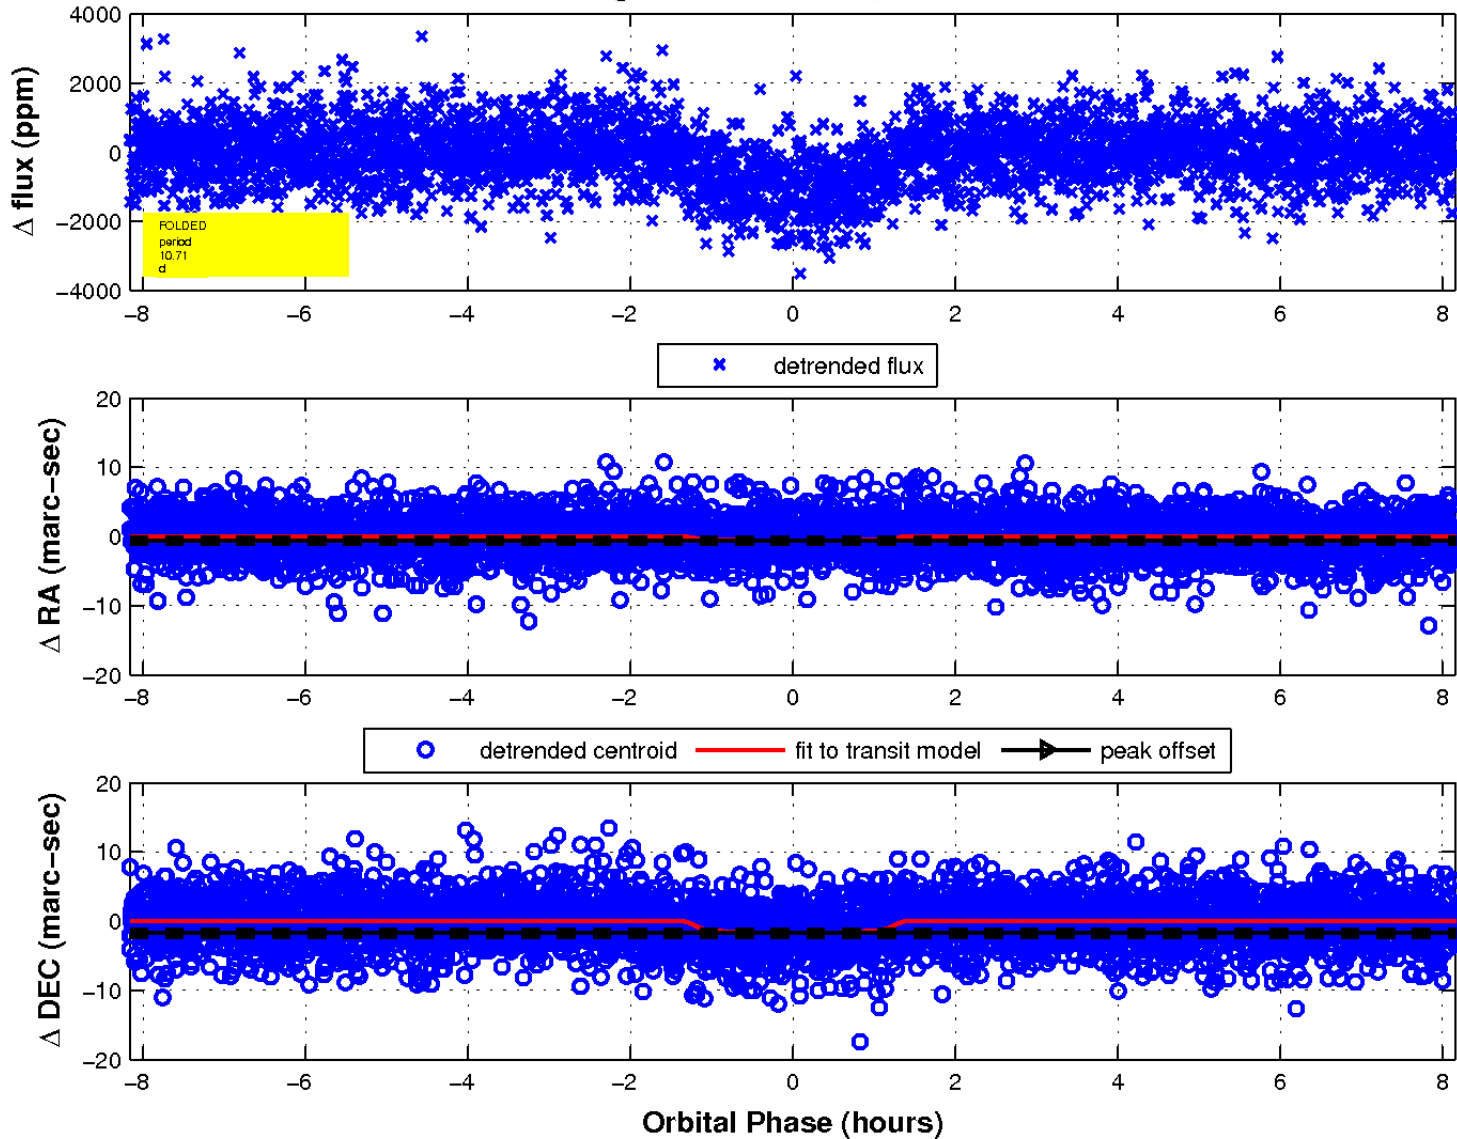 4000
2000
0
−2000
−4000
Δ flux (ppm)
FOLDED
period
10.71
d
−8 −6 −4 −2 0 2 4 6 8
detrended flux
20
10
0
−10
−20
Δ RA (marc−sec)
−8 −6 −4 −2 0 2 4 6 8
detrended centroid fit to transit model peak offset
20
10
0
−10
−20
Δ DEC (marc−sec)
−8 −6 −4 −2 0 2 4 6 8
Orbital Phase (hours)